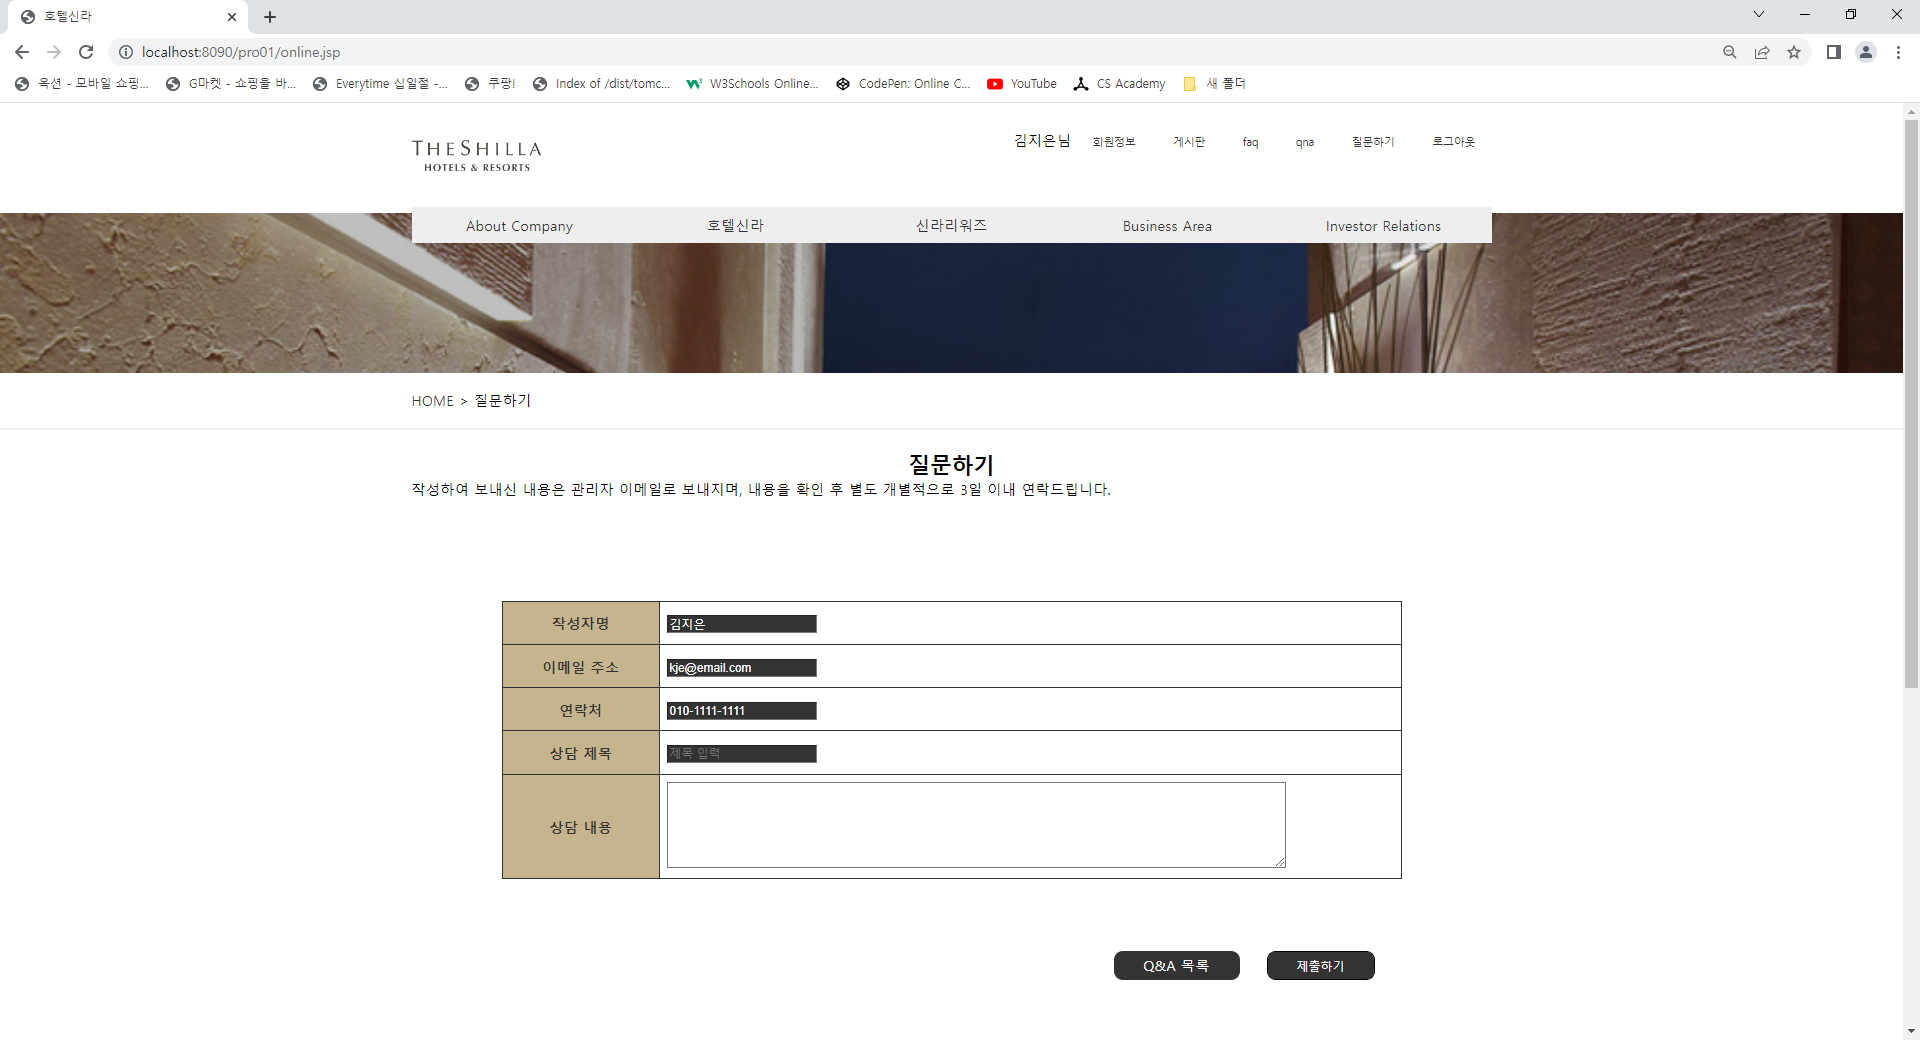 호텔신라
localhost:8090/pro01/online.jsp
옥션 - 모바일 쇼핑... G마켓 - 쇼핑을 바... Everytime 십일절 -... 쿠팡! Index of /dist/tomc... W3Schools Online... CodePen: Online C... YouTube CS Academy 새 폴더
THE SHILLA
HOTELS & RESORTS
김지은님 회원정보 게시판 faq qna 질문하기 로그아웃
About Company 호텔신라 신라리워즈 Business Area Investor Relations
HOME > 질문하기
질문하기
작성하여 보내신 내용은 관리자 이메일로 보내지며, 내용을 확인 후 별도 개별적으로 3일 이내 연락드립니다.
작성자명 김지은
이메일 주소 kje@email.com
연락처 010-1111-1111
상담 제목 제목 입력
상담 내용
Q&A 목록 제출하기